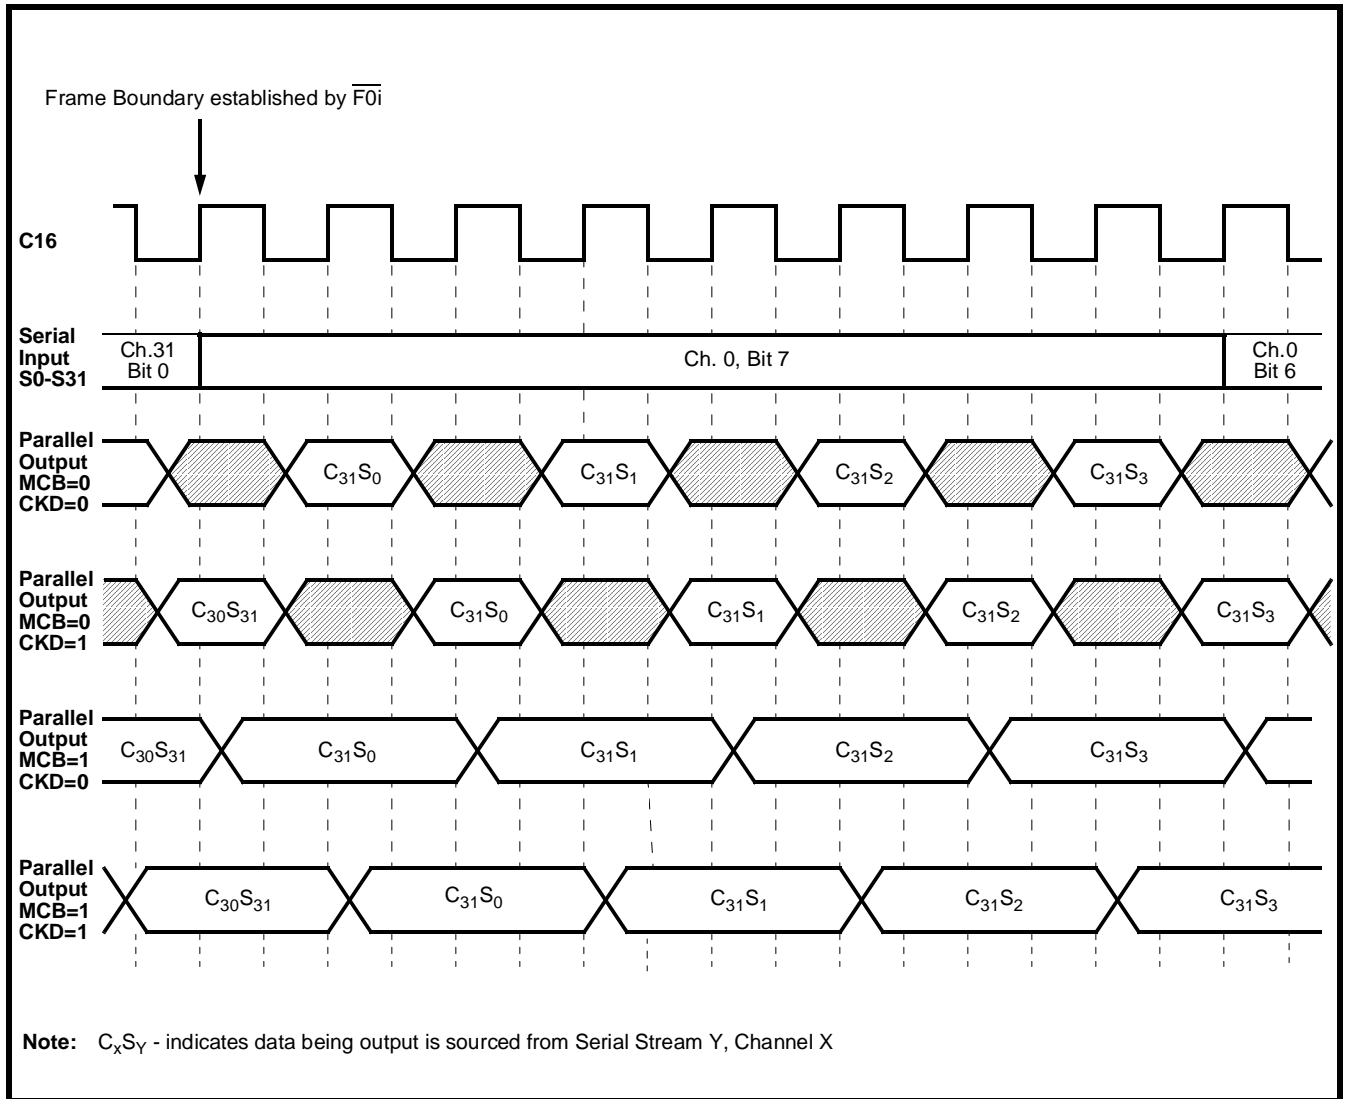 Frame Boundary established by F0i
C16
Serial
Input
S0-S31
Ch.31
Bit 0
Ch. 0, Bit 7
Ch.0
Bit 6
Parallel
Output
MCB=0
CKD=0
C31S0
C31S1
C31S2
C31S3
Parallel
Output
MCB=0
CKD=1
C30S31
C31S0
C31S1
C31S2
C31S3
Parallel
Output
MCB=1
CKD=0
C30S31
C31S0
C31S1
C31S2
C31S3
Parallel
Output
MCB=1
CKD=1
C30S31
C31S0
C31S1
C31S2
C31S3
Note: CxSY - indicates data being output is sourced from Serial Stream Y, Channel X